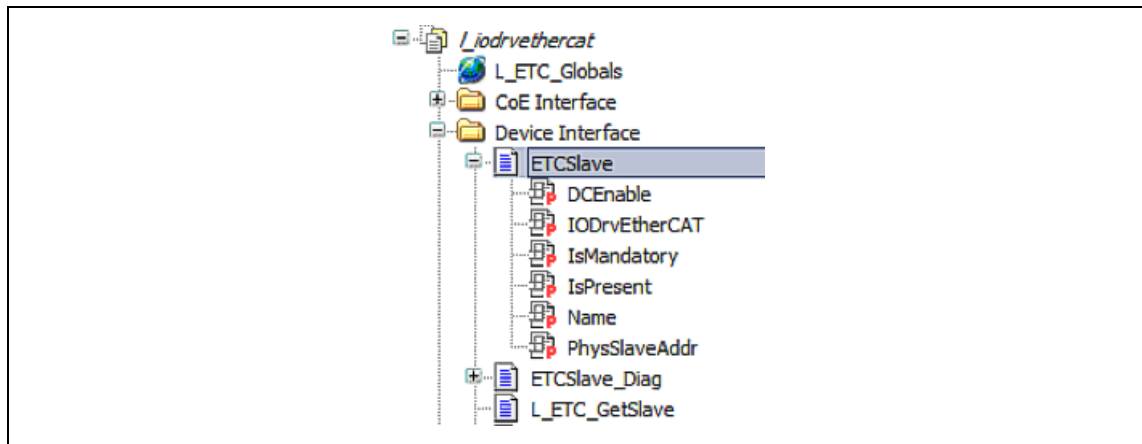 l_iodrvethercat
L_ETC_Globals
CoE Interface
Device Interface
ETCSlave
DCEnable
IODrvEtherCAT
IsMandatory
IsPresent
Name
PhysSlaveAddr
ETCSlave_Diag
L_ETC_GetSlave